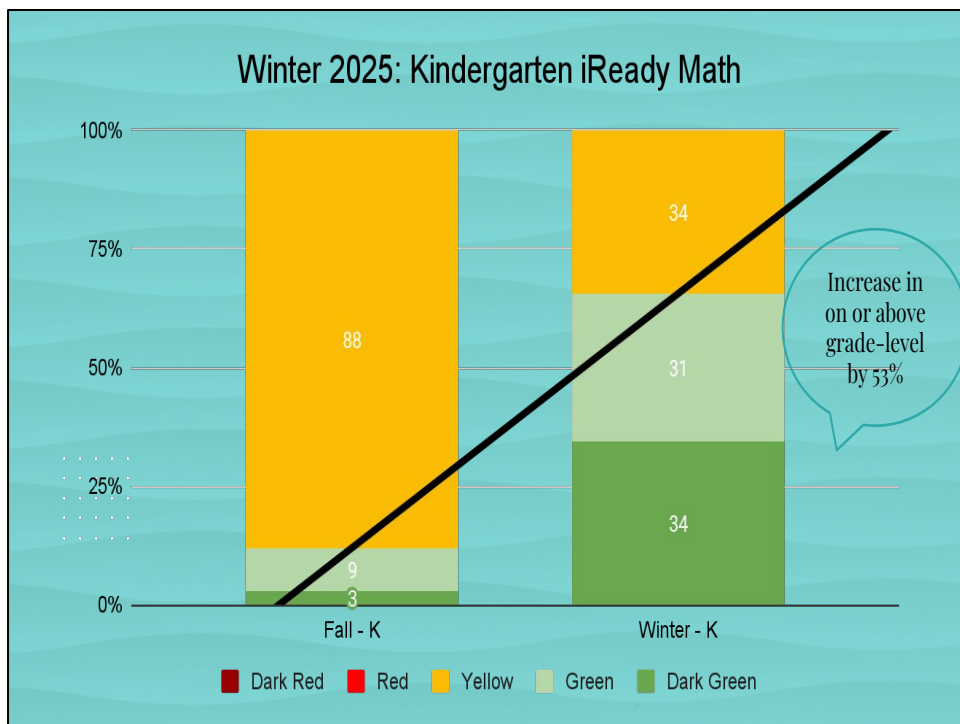 Winter 2025: Kindergarten iReady Math
100%
75%
50%
25%
0%
88
9
3
34
31
34
Increase in
on or above
grade-level
by 53%
Fall - K
Winter - K
Dark Red
Red
Yellow
Green
Dark Green